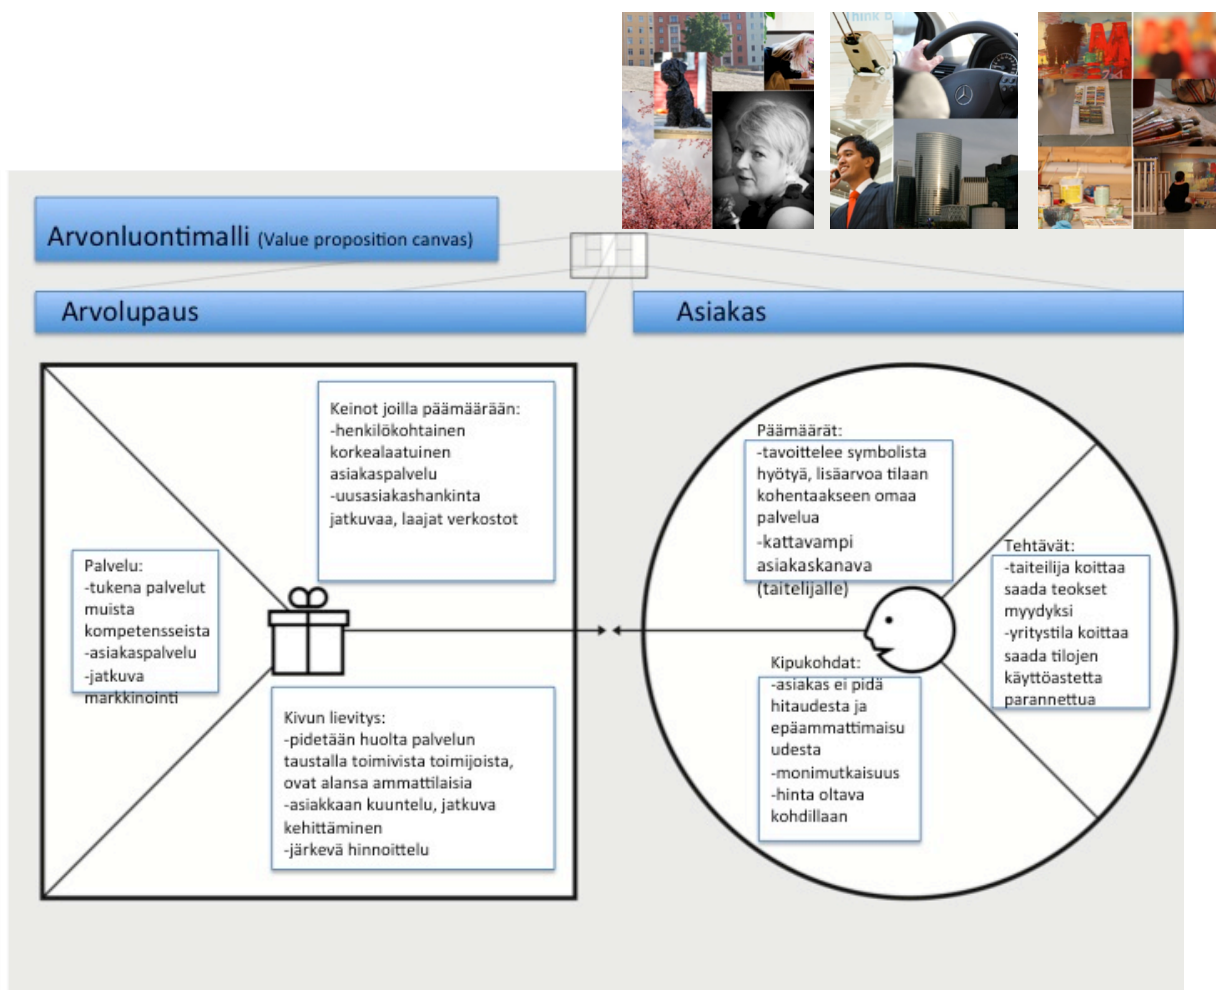 Think b
Arvonluontimalli (Value proposition canvas)
Arvolupaus
Asiakas
Keinot joilla päämäärään:
-henkilökohtainen
korkealaatuinen
asiakaspalvelu
-uusasiakashankinta
jatkuvaa, laajat verkostot
Palvelu:
-tukena palvelut
muista
kompetensseista
-asiakaspalvelu
-jatkuva
markkinointi
Kivun lievitys:
-pidetään huolta palvelun
taustalla toimivista toimijoista,
ovat alansa ammattilaisia
-asiakkaan kuuntelu, jatkuva
kehittäminen
-järkevä hinnoittelu
Päämäärät:
-tavoittelee symbolista
hyötyä, lisäarvoa tilaan
kohentaakseen omaa
palvelua
-kattavampi
asiakaskanava
(taitelijalle)
Tehtävät:
-taiteilija koittaa
saada teokset
myydyksi
-yritystila koittaa
saada tilojen
käyttöastetta
parannettua
Kipukohdat:
-asiakas ei pidä
hitaudesta ja
epäammattimaisu
udesta
-monimutkaisuus
-hinta oltava
kohdillaan